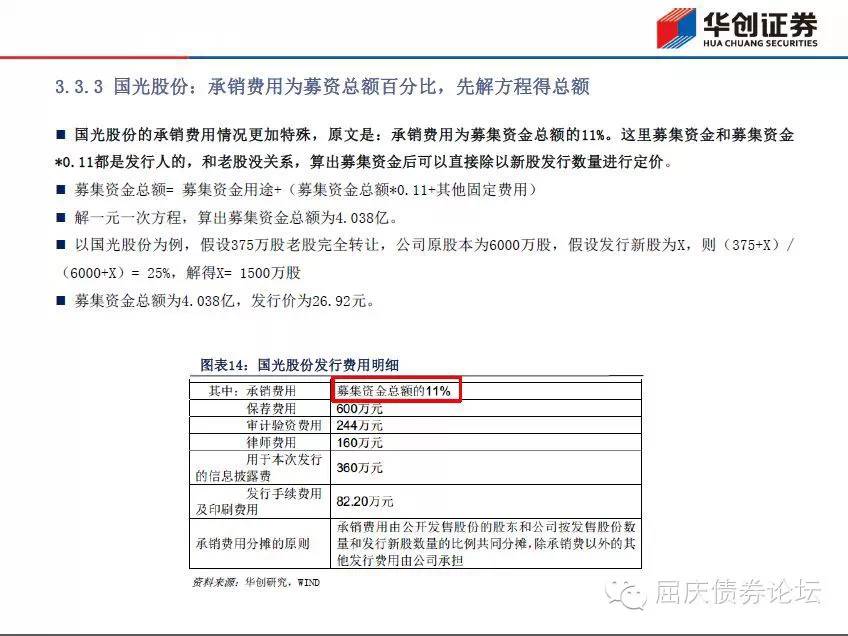 华创证券
HUA CHUANG SECURITIES
3.3.3 国光股份：承销费用为募资总额百分比，先解方程得总额
■ 国光股份的承销费用情况更加特殊，原文是：承销费用为募集资金总额的11%。这里募集资金和募集资金
*0.11都是发行人的，和老股没关系，算出募集资金后可以直接除以新股发行数量进行定价。
■ 募集资金总额= 募集资金用途+（募集资金总额*0.11+其他固定费用）
■ 解一元一次方程，算出募集资金总额为4.038亿。
■ 以国光股份为例，假设375万股老股完全转让，公司原股本为6000万股，假设发行新股为X，则（375+X）/
（6000+X）= 25%，解得X= 1500万股
■ 募集资金总额为4.038亿，发行价为26.92元。
图表14：国光股份发行费用明细
其中：承销费用 募集资金总额的11%
保荐费用 600万元
审计验资费用 244万元
律师费用 160万元
用于本次发行
的信息披露费 360万元
发行手续费用
及印刷费用 82.20万元
承销费用分摊的原则
承销费用由公开发售股份的股东和公司按发售股份数
量和发行新股数量的比例共同分摊，除承销费以外的其
他发行费用由公司承担
资料来源：华创研究，WIND
屈庆债券论坛